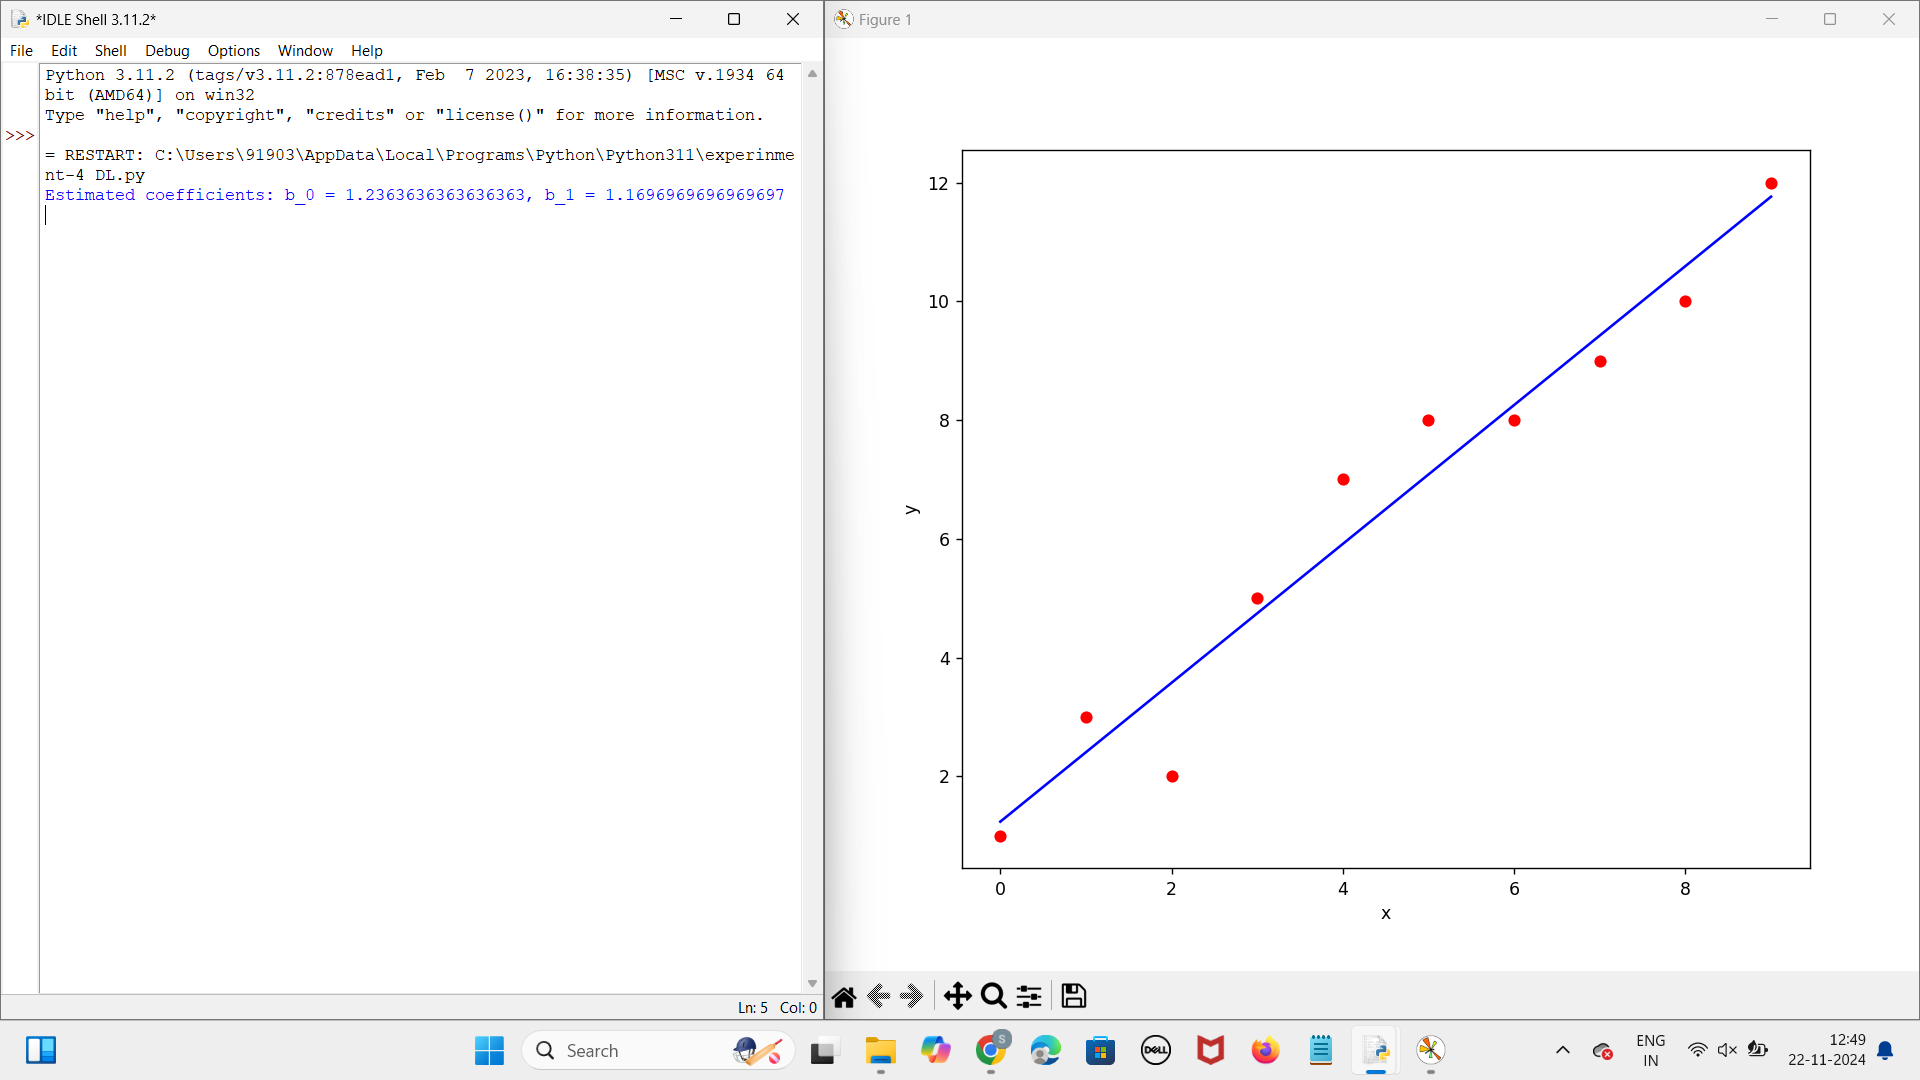 *IDLE Shell 3.11.2*
File Edit Shell Debug Options Window Help
Python 3.11.2 (tags/v3.11.2:878ead1, Feb  7 2023, 16:38:35) [MSC v.1934 64
bit (AMD64)] on win32
Type "help", "copyright", "credits" or "license()" for more information.
>>>
= RESTART: C:\Users\91903\AppData\Local\Programs\Python\Python311\experinme
nt-4 DL.py
Estimated coefficients: b_0 = 1.2363636363636363, b_1 = 1.1696969696969697
Ln: 5 Col: 0
Figure 1
12
10
8
6
4
2
y
0 2 4 6 8
x
Search
S
DELL
ENG
IN
12:49
22-11-2024